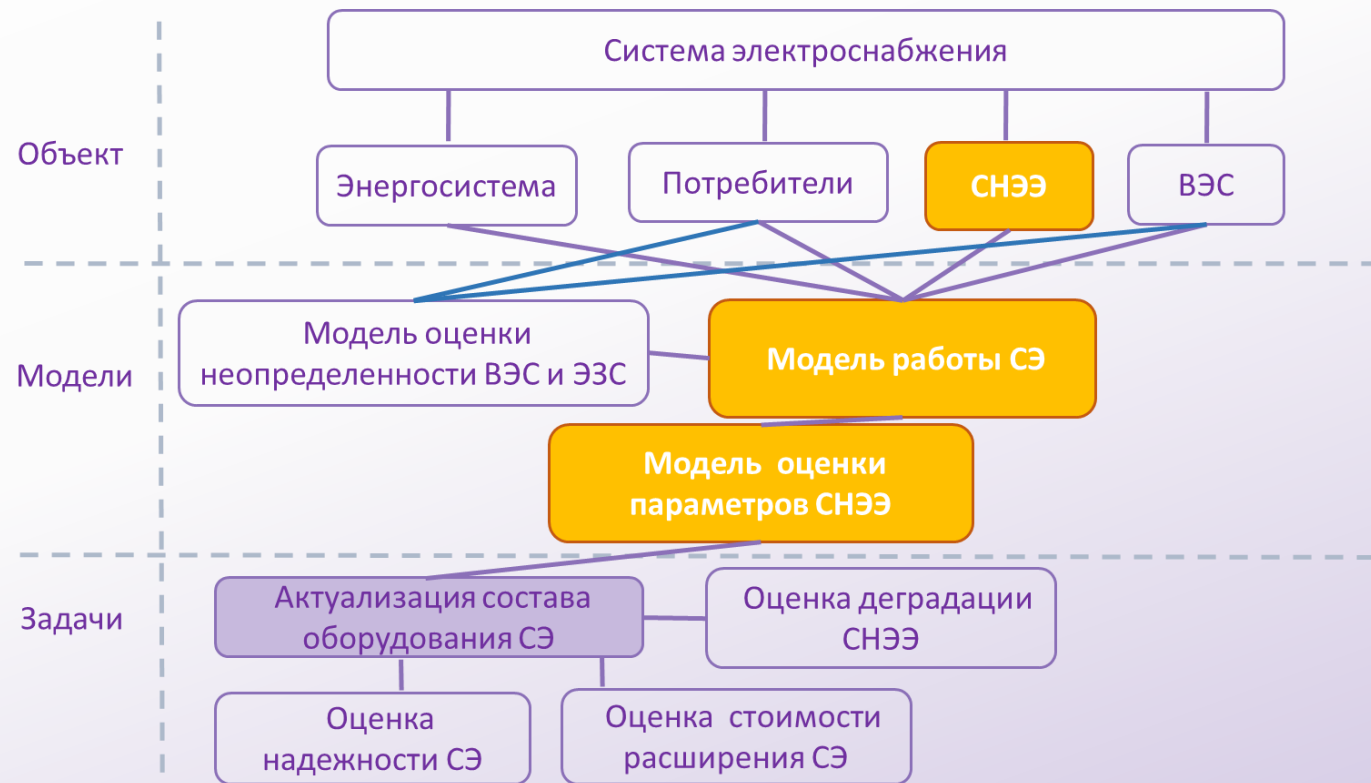 Система электроснабжения
Объект
Энергосистема
Потребители
СНЭЭ
ВЭС
Модели
Модель оценки
неопределенности ВЭС и ЭЗС
Модель работы СЭ
Модель оценки
параметров СНЭЭ
Задачи
Актуализация состава
оборудования СЭ
Оценка деградации
СНЭЭ
Оценка
надежности СЭ
Оценка стоимости
расширения СЭ